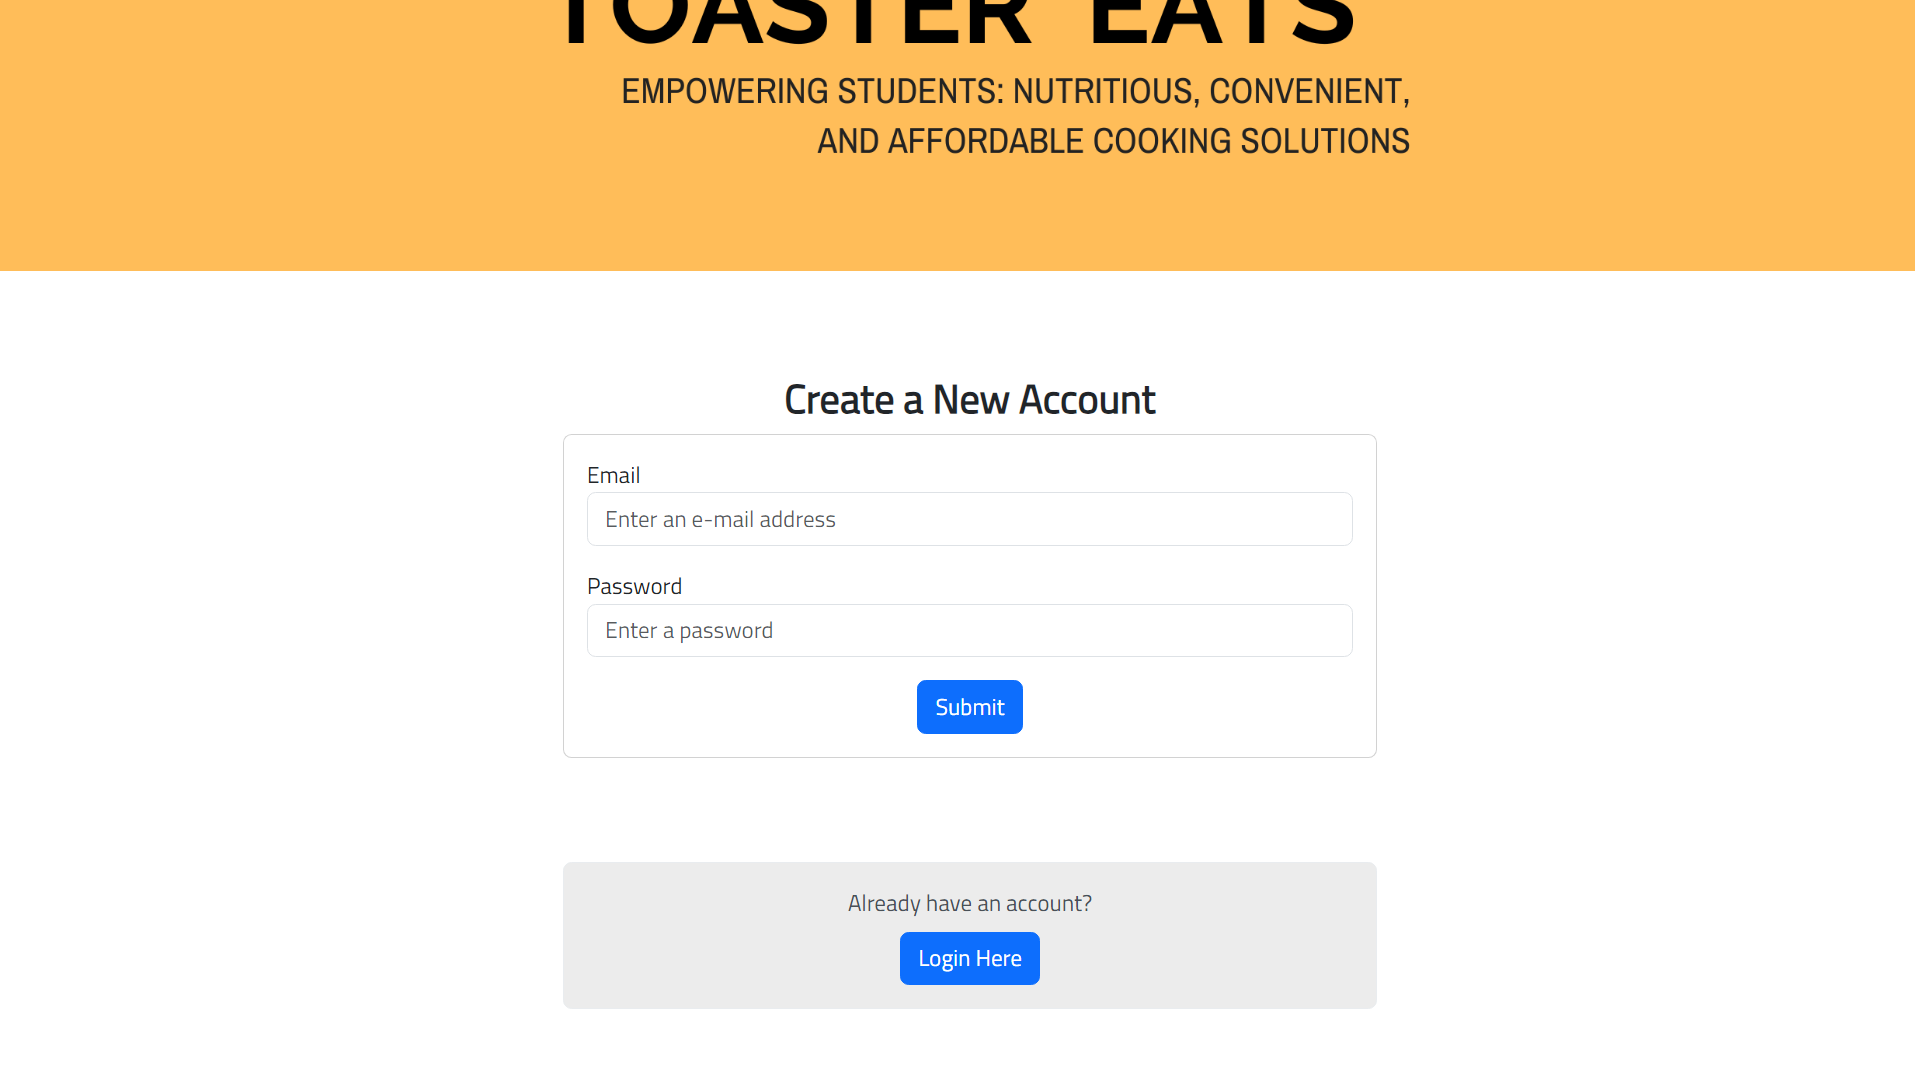 TOASTER EATS
EMPOWERING STUDENTS: NUTRITIOUS, CONVENIENT,
AND AFFORDABLE COOKING SOLUTIONS
Create a New Account
Email
Enter an e-mail address
Password
Enter a password
Submit
Already have an account?
Login Here